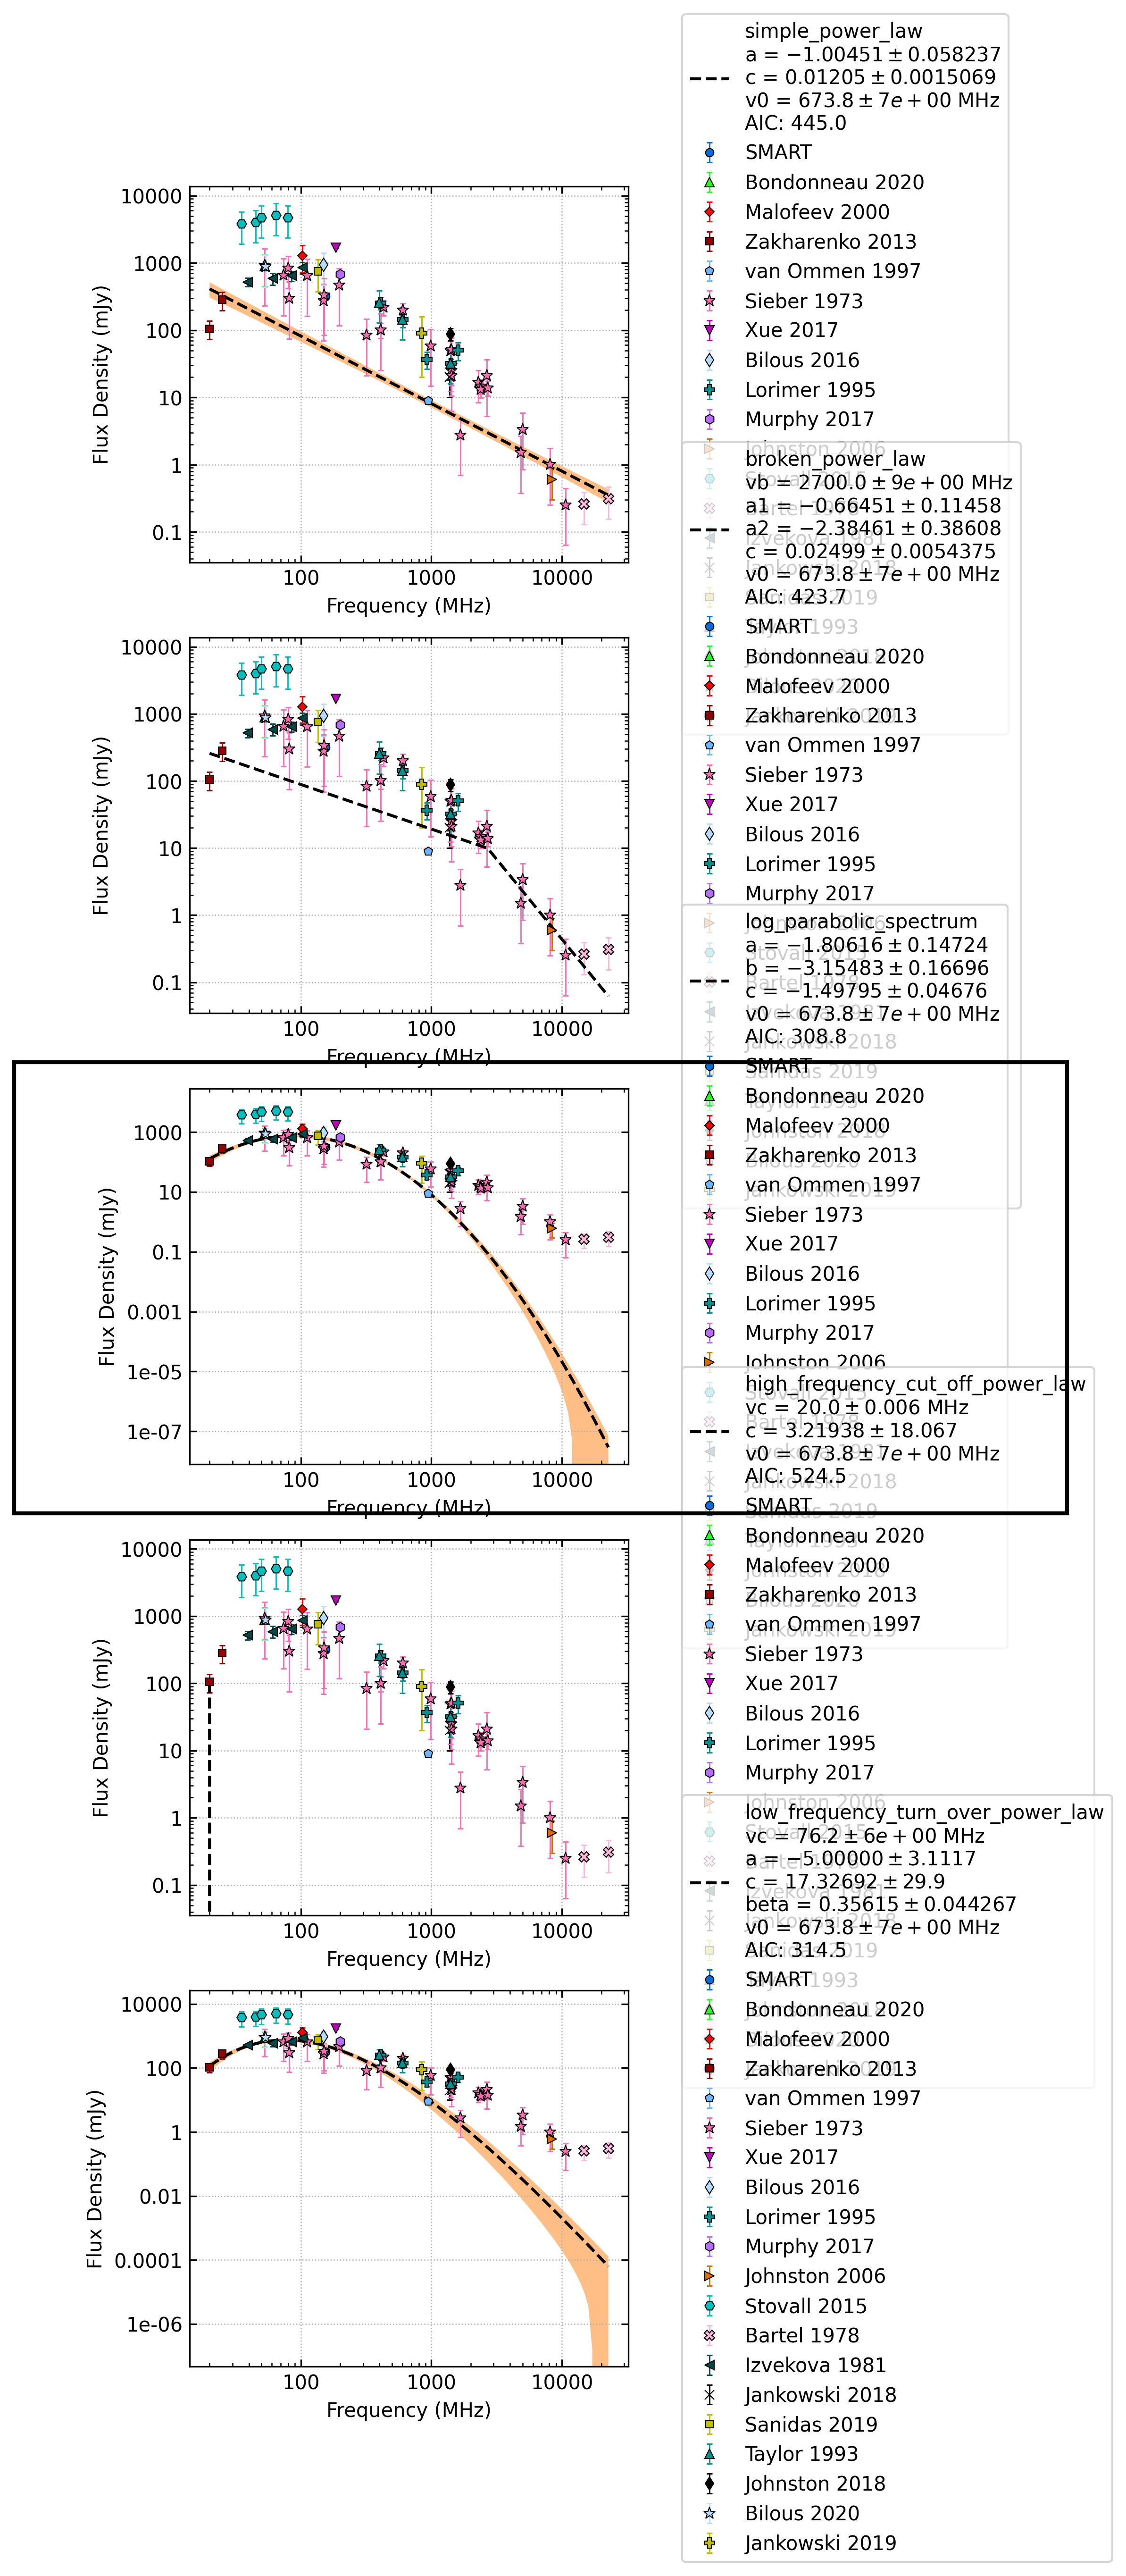 simple_power_law
a = −1.00451 ± 0.058237
c = 0.01205 ± 0.0015069
v0 = 673.8 ± 7e + 00 MHz
AIC: 445.0
SMART
Bondonneau 2020
Malofeev 2000
Zakharenko 2013
van Ommen 1997
Sieber 1973
Xue 2017
Bilous 2016
Lorimer 1995
Murphy 2017
Johnston 2006
10000
1000
100
10
1
0.1
Flux Density (mJy)
100 1000 10000
Frequency (MHz)
broken_power_law
vb = 2700.0 ± 9e + 00 MHz
a1 = −0.66451 ± 0.11458
a2 = −2.38461 ± 0.38608
c = 0.02499 ± 0.0054375
v0 = 673.8 ± 7e + 00 MHz
AIC: 423.7
SMART
Bondonneau 2020
Malofeev 2000
Zakharenko 2013
van Ommen 1997
Sieber 1973
Xue 2017
Bilous 2016
Lorimer 1995
Murphy 2017
10000
1000
100
10
1
0.1
Flux Density (mJy)
100 1000 10000
Frequency (MHz)
log_parabolic_spectrum
a = −1.80616 ± 0.14724
b = −3.15483 ± 0.16696
c = −1.49795 ± 0.04676
v0 = 673.8 ± 7e + 00 MHz
AIC: 308.8
SMART
Bondonneau 2020
Malofeev 2000
Zakharenko 2013
van Ommen 1997
Sieber 1973
Xue 2017
Bilous 2016
Lorimer 1995
Murphy 2017
Johnston 2006
1000
10
0.1
0.001
1e-05
1e-07
Flux Density (mJy)
100 1000 10000
Frequency (MHz)
high_frequency_cut_off_power_law
vc = 20.0 ± 0.006 MHz
c = 3.21938 ± 18.067
v0 = 673.8 ± 7e + 00 MHz
AIC: 524.5
SMART
Bondonneau 2020
Malofeev 2000
Zakharenko 2013
van Ommen 1997
Sieber 1973
Xue 2017
Bilous 2016
Lorimer 1995
Murphy 2017
Johnston 2006
10000
1000
100
10
1
0.1
Flux Density (mJy)
100 1000 10000
Frequency (MHz)
low_frequency_turn_over_power_law
vc = 76.2 ± 6e + 00 MHz
a = −5.00000 ± 3.1117
c = 17.32692 ± 29.9
beta = 0.35615 ± 0.044267
v0 = 673.8 ± 7e + 00 MHz
AIC: 314.5
SMART
Bondonneau 2020
Malofeev 2000
Zakharenko 2013
van Ommen 1997
Sieber 1973
Xue 2017
Bilous 2016
Lorimer 1995
Murphy 2017
Johnston 2006
Stovall 2015
Bartel 1978
Izvekova 1981
Jankowski 2018
Sanidas 2019
Taylor 1993
Johnston 2018
Bilous 2020
Jankowski 2019
10000
100
1
0.01
0.0001
1e-06
Flux Density (mJy)
100 1000 10000
Frequency (MHz)